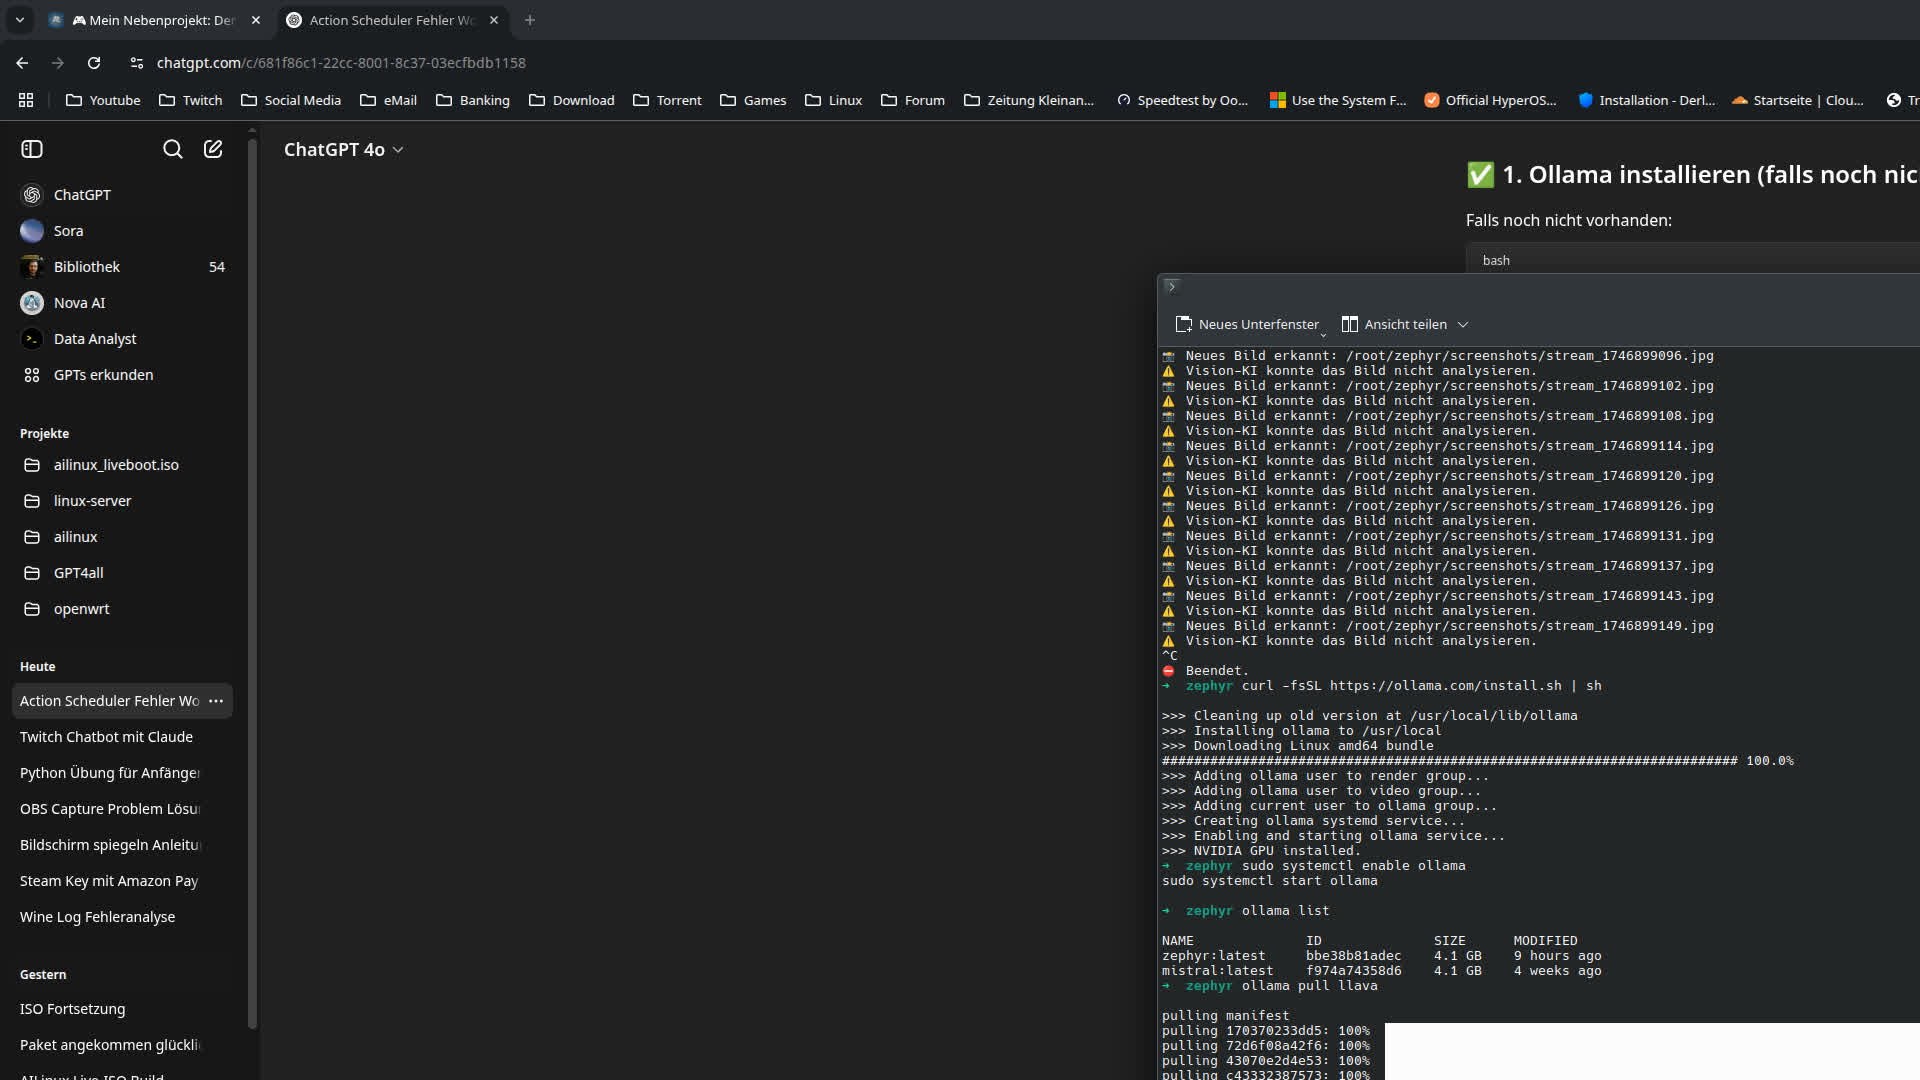 🎮 Mein Nebenprojekt: Der
Action Scheduler Fehler Wo
chatgpt.com/c/681f86c1-22cc-8001-8c37-03ecfbdb1158
Youtube
Twitch
Social Media
eMail
Banking
Download
Torrent
Games
Linux
Forum
Zeitung Kleinan...
Speedtest by Oo...
Use the System F...
Official HyperOS...
Installation - Derl...
Startseite | Clou...
Tr
ChatGPT
Sora
Bibliothek 54
Nova AI
Data Analyst
GPTs erkunden
Projekte
ailinux_liveboot.iso
linux-server
ailinux
GPT4all
openwrt
Heute
Action Scheduler Fehler Wo ...
Twitch Chatbot mit Claude
Python Übung für Anfänger
OBS Capture Problem Lösu
Bildschirm spiegeln Anleitu
Steam Key mit Amazon Pay
Wine Log Fehleranalyse
Gestern
ISO Fortsetzung
Paket angekommen glückli
AILinux Live ISO Build
ChatGPT 4o
✅ 1. Ollama installieren (falls noch nic
Falls noch nicht vorhanden:
bash
Neues Unterfenster
Ansicht teilen
📸 Neues Bild erkannt: /root/zephyr/screenshots/stream_1746899096.jpg
⚠️ Vision-KI konnte das Bild nicht analysieren.
📸 Neues Bild erkannt: /root/zephyr/screenshots/stream_1746899102.jpg
⚠️ Vision-KI konnte das Bild nicht analysieren.
📸 Neues Bild erkannt: /root/zephyr/screenshots/stream_1746899108.jpg
⚠️ Vision-KI konnte das Bild nicht analysieren.
📸 Neues Bild erkannt: /root/zephyr/screenshots/stream_1746899114.jpg
⚠️ Vision-KI konnte das Bild nicht analysieren.
📸 Neues Bild erkannt: /root/zephyr/screenshots/stream_1746899120.jpg
⚠️ Vision-KI konnte das Bild nicht analysieren.
📸 Neues Bild erkannt: /root/zephyr/screenshots/stream_1746899126.jpg
⚠️ Vision-KI konnte das Bild nicht analysieren.
📸 Neues Bild erkannt: /root/zephyr/screenshots/stream_1746899131.jpg
⚠️ Vision-KI konnte das Bild nicht analysieren.
📸 Neues Bild erkannt: /root/zephyr/screenshots/stream_1746899137.jpg
⚠️ Vision-KI konnte das Bild nicht analysieren.
📸 Neues Bild erkannt: /root/zephyr/screenshots/stream_1746899143.jpg
⚠️ Vision-KI konnte das Bild nicht analysieren.
📸 Neues Bild erkannt: /root/zephyr/screenshots/stream_1746899149.jpg
⚠️ Vision-KI konnte das Bild nicht analysieren.
^C
⛔ Beendet.
➜ zephyr curl -fsSL https://ollama.com/install.sh | sh
>>> Cleaning up old version at /usr/local/lib/ollama
>>> Installing ollama to /usr/local
>>> Downloading Linux amd64 bundle
######################################################################## 100.0%
>>> Adding ollama user to render group...
>>> Adding ollama user to video group...
>>> Adding current user to ollama group...
>>> Creating ollama systemd service...
>>> Enabling and starting ollama service...
>>> NVIDIA GPU installed.
➜ zephyr sudo systemctl enable ollama
sudo systemctl start ollama
➜ zephyr ollama list
NAME ID SIZE MODIFIED
zephyr:latest bbe38b81adec 4.1 GB 9 hours ago
mistral:latest f974a74358d6 4.1 GB 4 weeks ago
➜ zephyr ollama pull llava
pulling manifest
pulling 170370233dd5: 100%
pulling 72d6f08a42f6: 100%
pulling 43070e2d4e53: 100%
pulling c43332387573: 100%